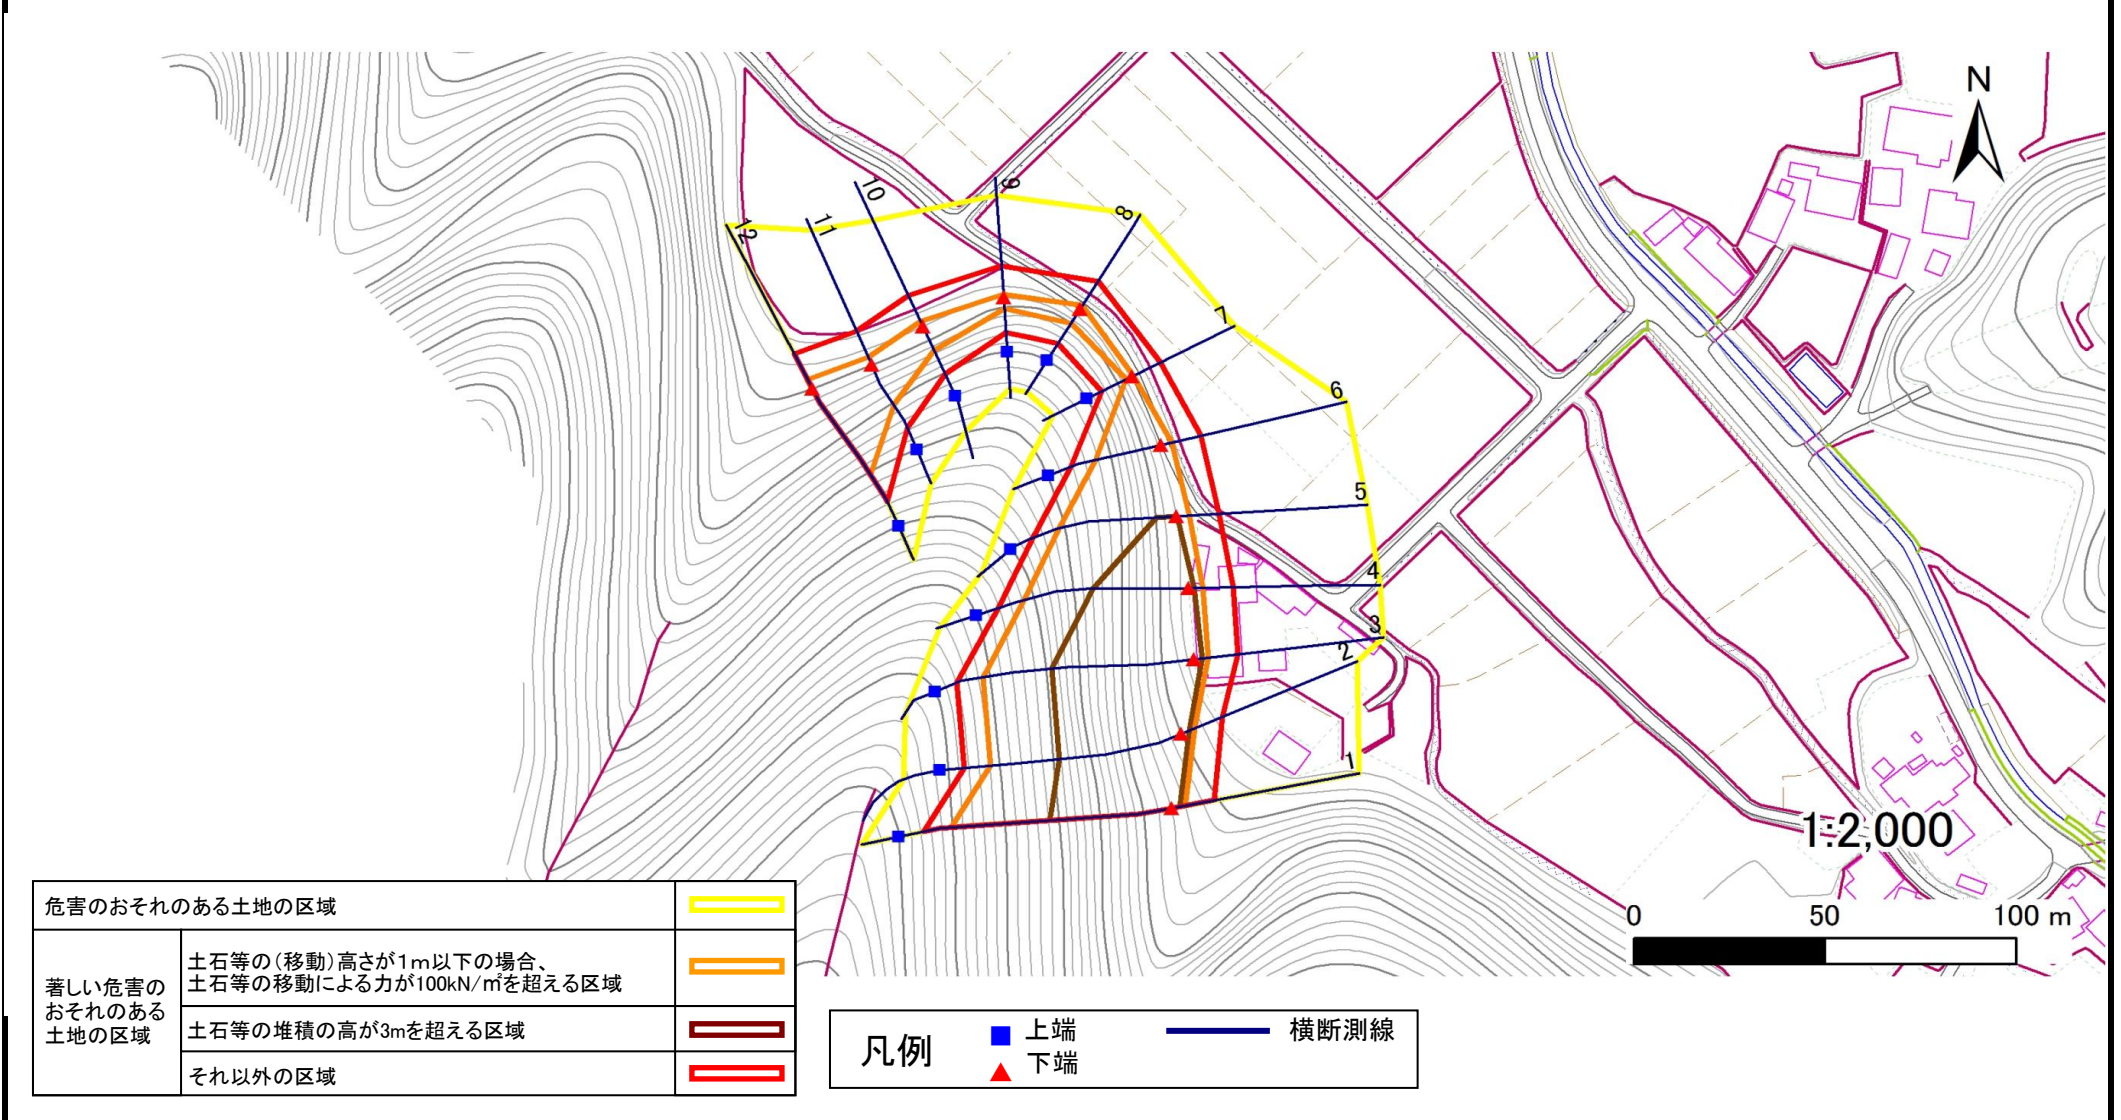 N
12
11
10
9
8
7
6
5
4
3
2
1
1:2,000
0 50 100 m
危害のおそれのある土地の区域
著しい危害の
おそれのある
土地の区域
土石等の(移動)高さが1m以下の場合、
土石等の移動による力が100kN/㎡を超える区域
土石等の堆積の高が3mを超える区域
それ以外の区域
凡例
上端
下端
横断測線